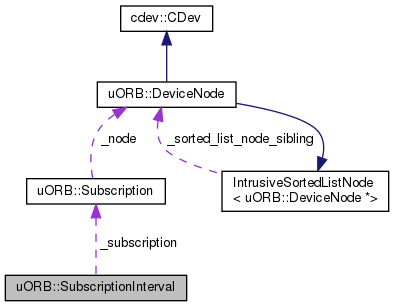 cdev::CDev
uORB::DeviceNode
_node
_sorted_list_node_sibling
uORB::Subscription
IntrusiveSortedListNode
< uORB::DeviceNode *>
_subscription
uORB::SubscriptionInterval